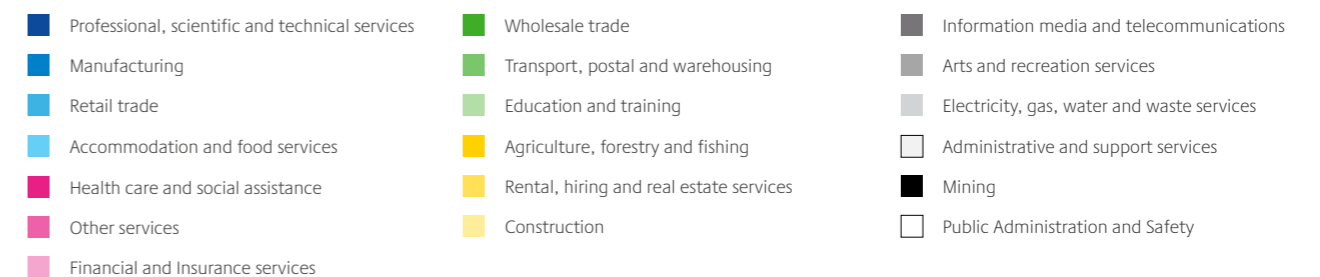 Professional, scientific and technical services
Manufacturing
Retail trade
Accommodation and food services
Health care and social assistance
Other services
Financial and Insurance services
Wholesale trade
Transport, postal and warehousing
Education and training
Agriculture, forestry and fishing
Rental, hiring and real estate services
Construction
Information media and telecommunications
Arts and recreation services
Electricity, gas, water and waste services
Administrative and support services
Mining
Public Administration and Safety